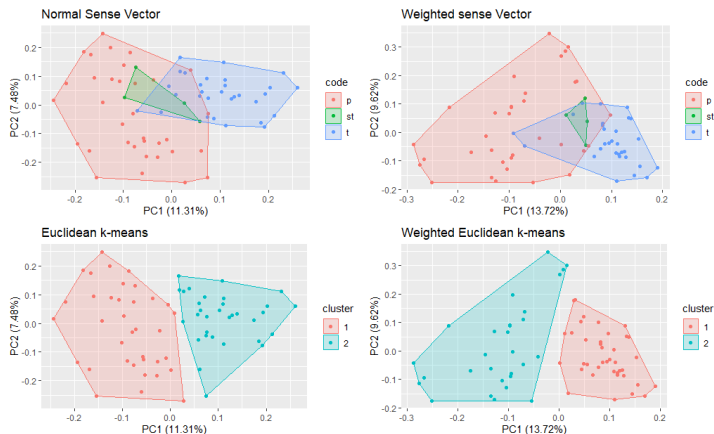 Normal Sense Vector
PC2 (7.48%)
0.2
0.1
0.0
-0.1
-0.2
-0.2
-0.1
0.0
0.1
0.2
PC1 (11.31%)
code
p
st
t
Weighted sense Vector
PC2 (9.62%)
0.3
0.2
0.1
0.0
-0.1
-0.2
-0.3
-0.2
-0.1
0.0
0.1
0.2
PC1 (13.72%)
code
p
st
t
Euclidean k-means
PC2 (7.48%)
0.2
0.1
0.0
-0.1
-0.2
-0.2
-0.1
0.0
0.1
0.2
PC1 (11.31%)
cluster
1
2
Weighted Euclidean k-means
PC2 (9.62%)
0.3
0.2
0.1
0.0
-0.1
-0.2
-0.3
-0.2
-0.1
0.0
0.1
0.2
PC1 (13.72%)
cluster
1
2